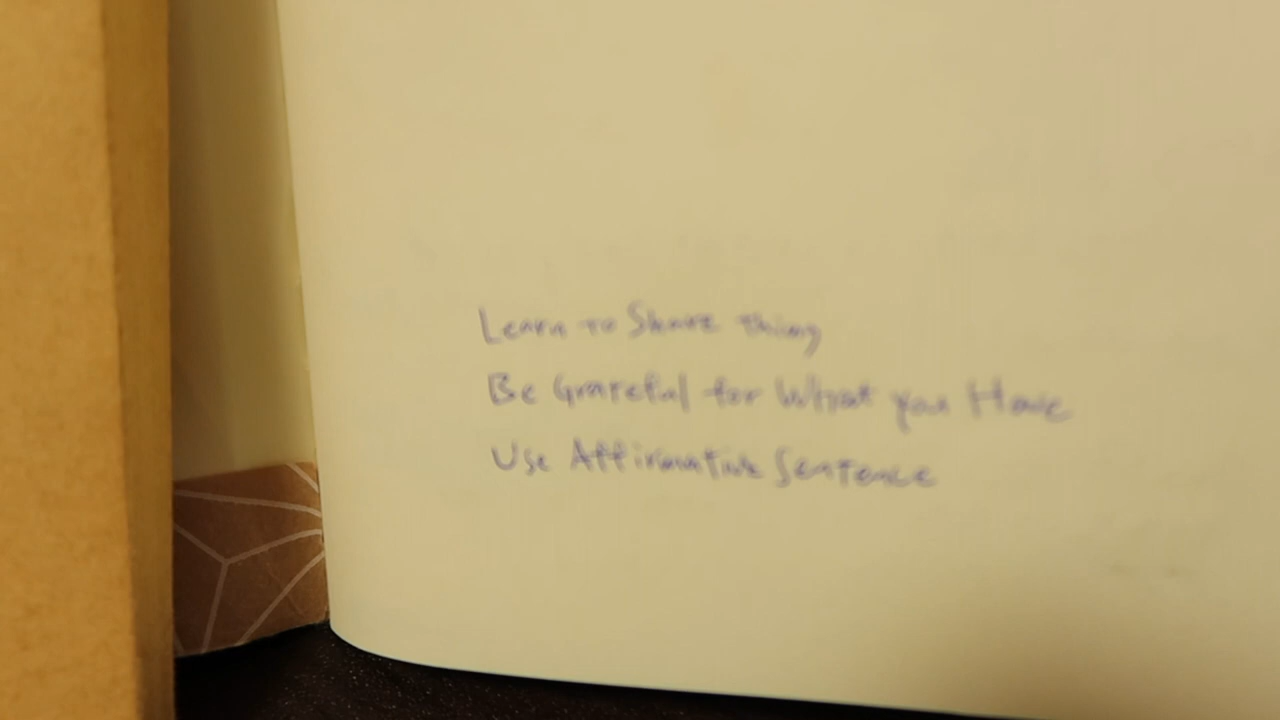 Learn to Share thing
Be Grateful for What you Have
Use Affirmative Sentence